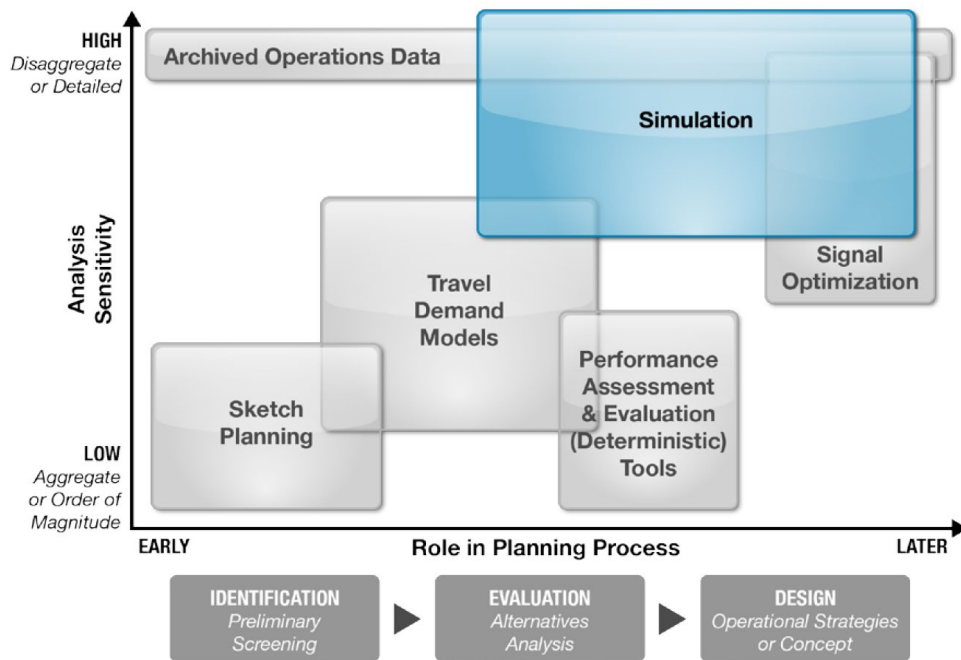 HIGH
Disaggregate
or Detailed
Archived Operations Data
Simulation
Analysis
Sensitivity
Signal
Optimization
Travel
Demand
Models
Performance
Assessment
& Evaluation
(Deterministic)
Tools
Sketch
Planning
LOW
Aggregate
or Order of
Magnitude
EARLY
Role in Planning Process
LATER
IDENTIFICATION
Preliminary
Screening
EVALUATION
Alternatives
Analysis
DESIGN
Operational Strategies
or Concept